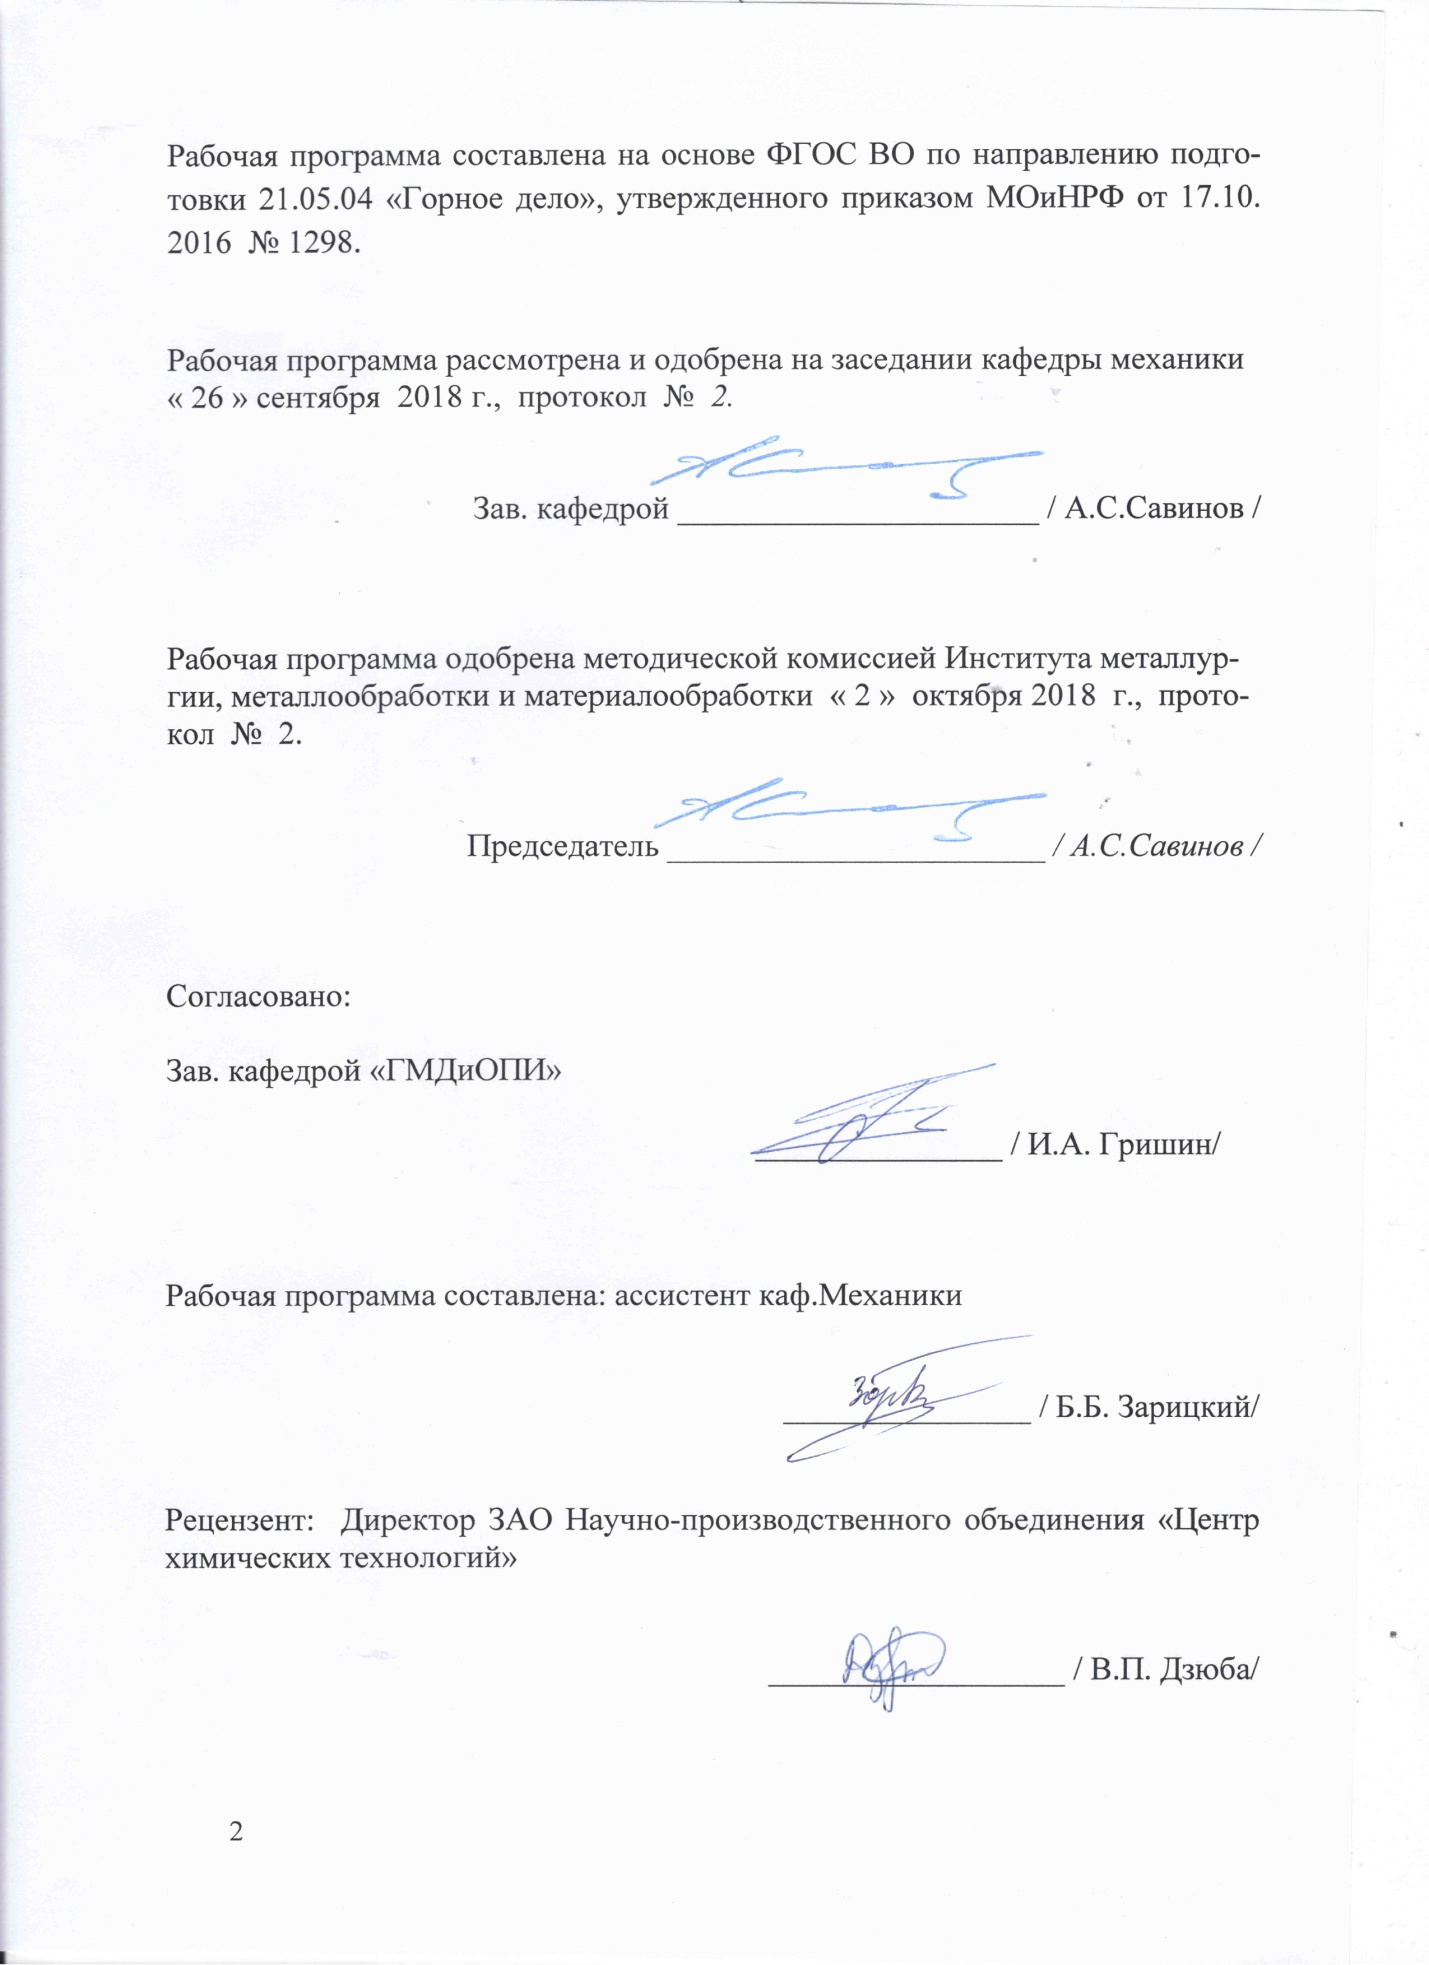 Рабочая программа составлена на основе ФГОС ВО по направлению подго-
товки 21.05.04 «Горное дело», утвержденного приказом МОиНРФ от 17.10.
2016 № 1298.
Рабочая программа рассмотрена и одобрена на заседании кафедры механики
« 26 » сентября 2018 г., протокол № 2.
Зав. кафедрой ______________________ / А.С.Савинов /
Рабочая программа одобрена методической комиссией Института металлур-
гии, металлообработки и материалообработки « 2 » октября 2018 г., прото-
кол № 2.
Председатель _______________________ / А.С.Савинов /
Согласовано:
Зав. кафедрой «ГМДиОПИ»
_______________ / И.А. Гришин/
Рабочая программа составлена: ассистент каф.Механики
_______________ / Б.Б. Зарицкий/
Рецензент: Директор ЗАО Научно-производственного объединения «Центр
химических технологий»
__________________ / В.П. Дзюба/
2